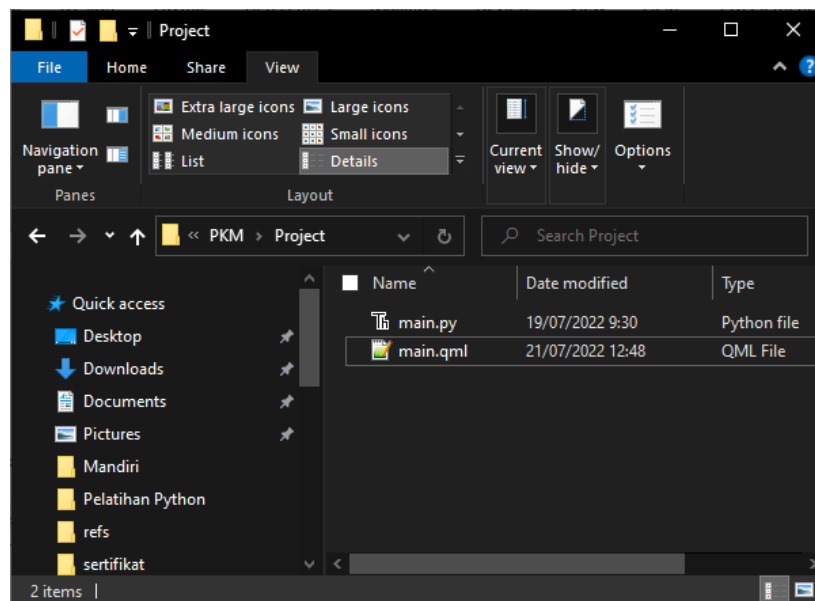 Project
File Home Share View
Navigation pane
Extra large icons Large icons
Medium icons Small icons
List Details
Current view Show/ hide Options
Panes Layout
« PKM > Project Search Project
Name Date modified Type
Quick access
Desktop
Downloads
Documents
Pictures
Mandiri
Pelatihan Python
refs
sertifikat
main.py 19/07/2022 9:30 Python file
main.qml 21/07/2022 12:48 QML File
2 items